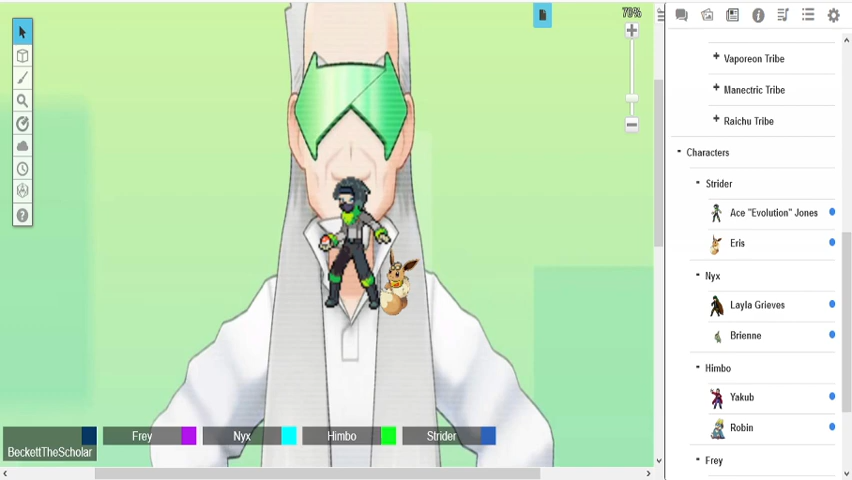 70%
Vaporeon Tribe
Manectric Tribe
Raichu Tribe
Characters
Strider
Ace "Evolution" Jones
Eris
Nyx
Layla Grieves
Brienne
Himbo
Yakub
Robin
Frey
BeckettTheScholar
Frey
Nyx
Himbo
Strider